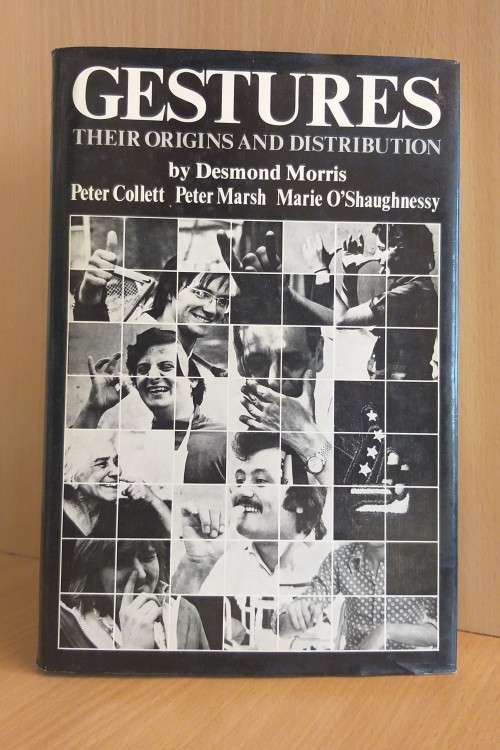 GESTURES
THEIR ORIGINS AND DISTRIBUTION
by Desmond Morris
Peter Collett Peter Marsh Marie O'Shaughnessy